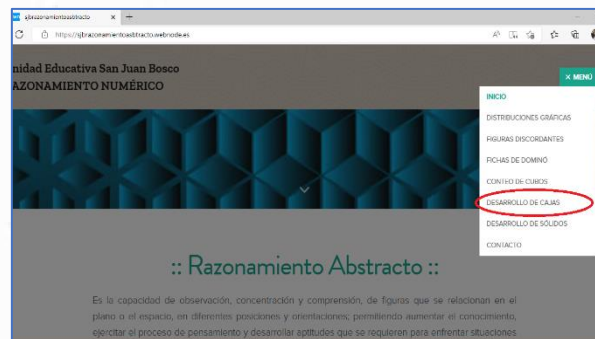 sjbrazonamientoastracto
https://sjbrazonamientoasbtracto.webnode.es
nidad Educativa San Juan Bosco
AZONAMIENTO NUMÉRICO
× MENÚ
INICIO
DISTRIBUCIONES GRÁFICAS
FIGURAS DISCORDANTES
FICHAS DE DOMINÓ
CONTEO DE CUBOS
DESARROLLO DE CAJAS
DESARROLLO DE SÓLIDOS
CONTACTO
:: Razonamiento Abstracto ::
Es la capacidad de observación, concentración y comprensión, de figuras que se relacionan en el
plano o el espacio, en diferentes posiciones y orientaciones; permitiendo aumentar el conocimiento,
ejercitar el proceso de pensamiento y desarrollar aptitudes que se requieren para enfrentar situaciones